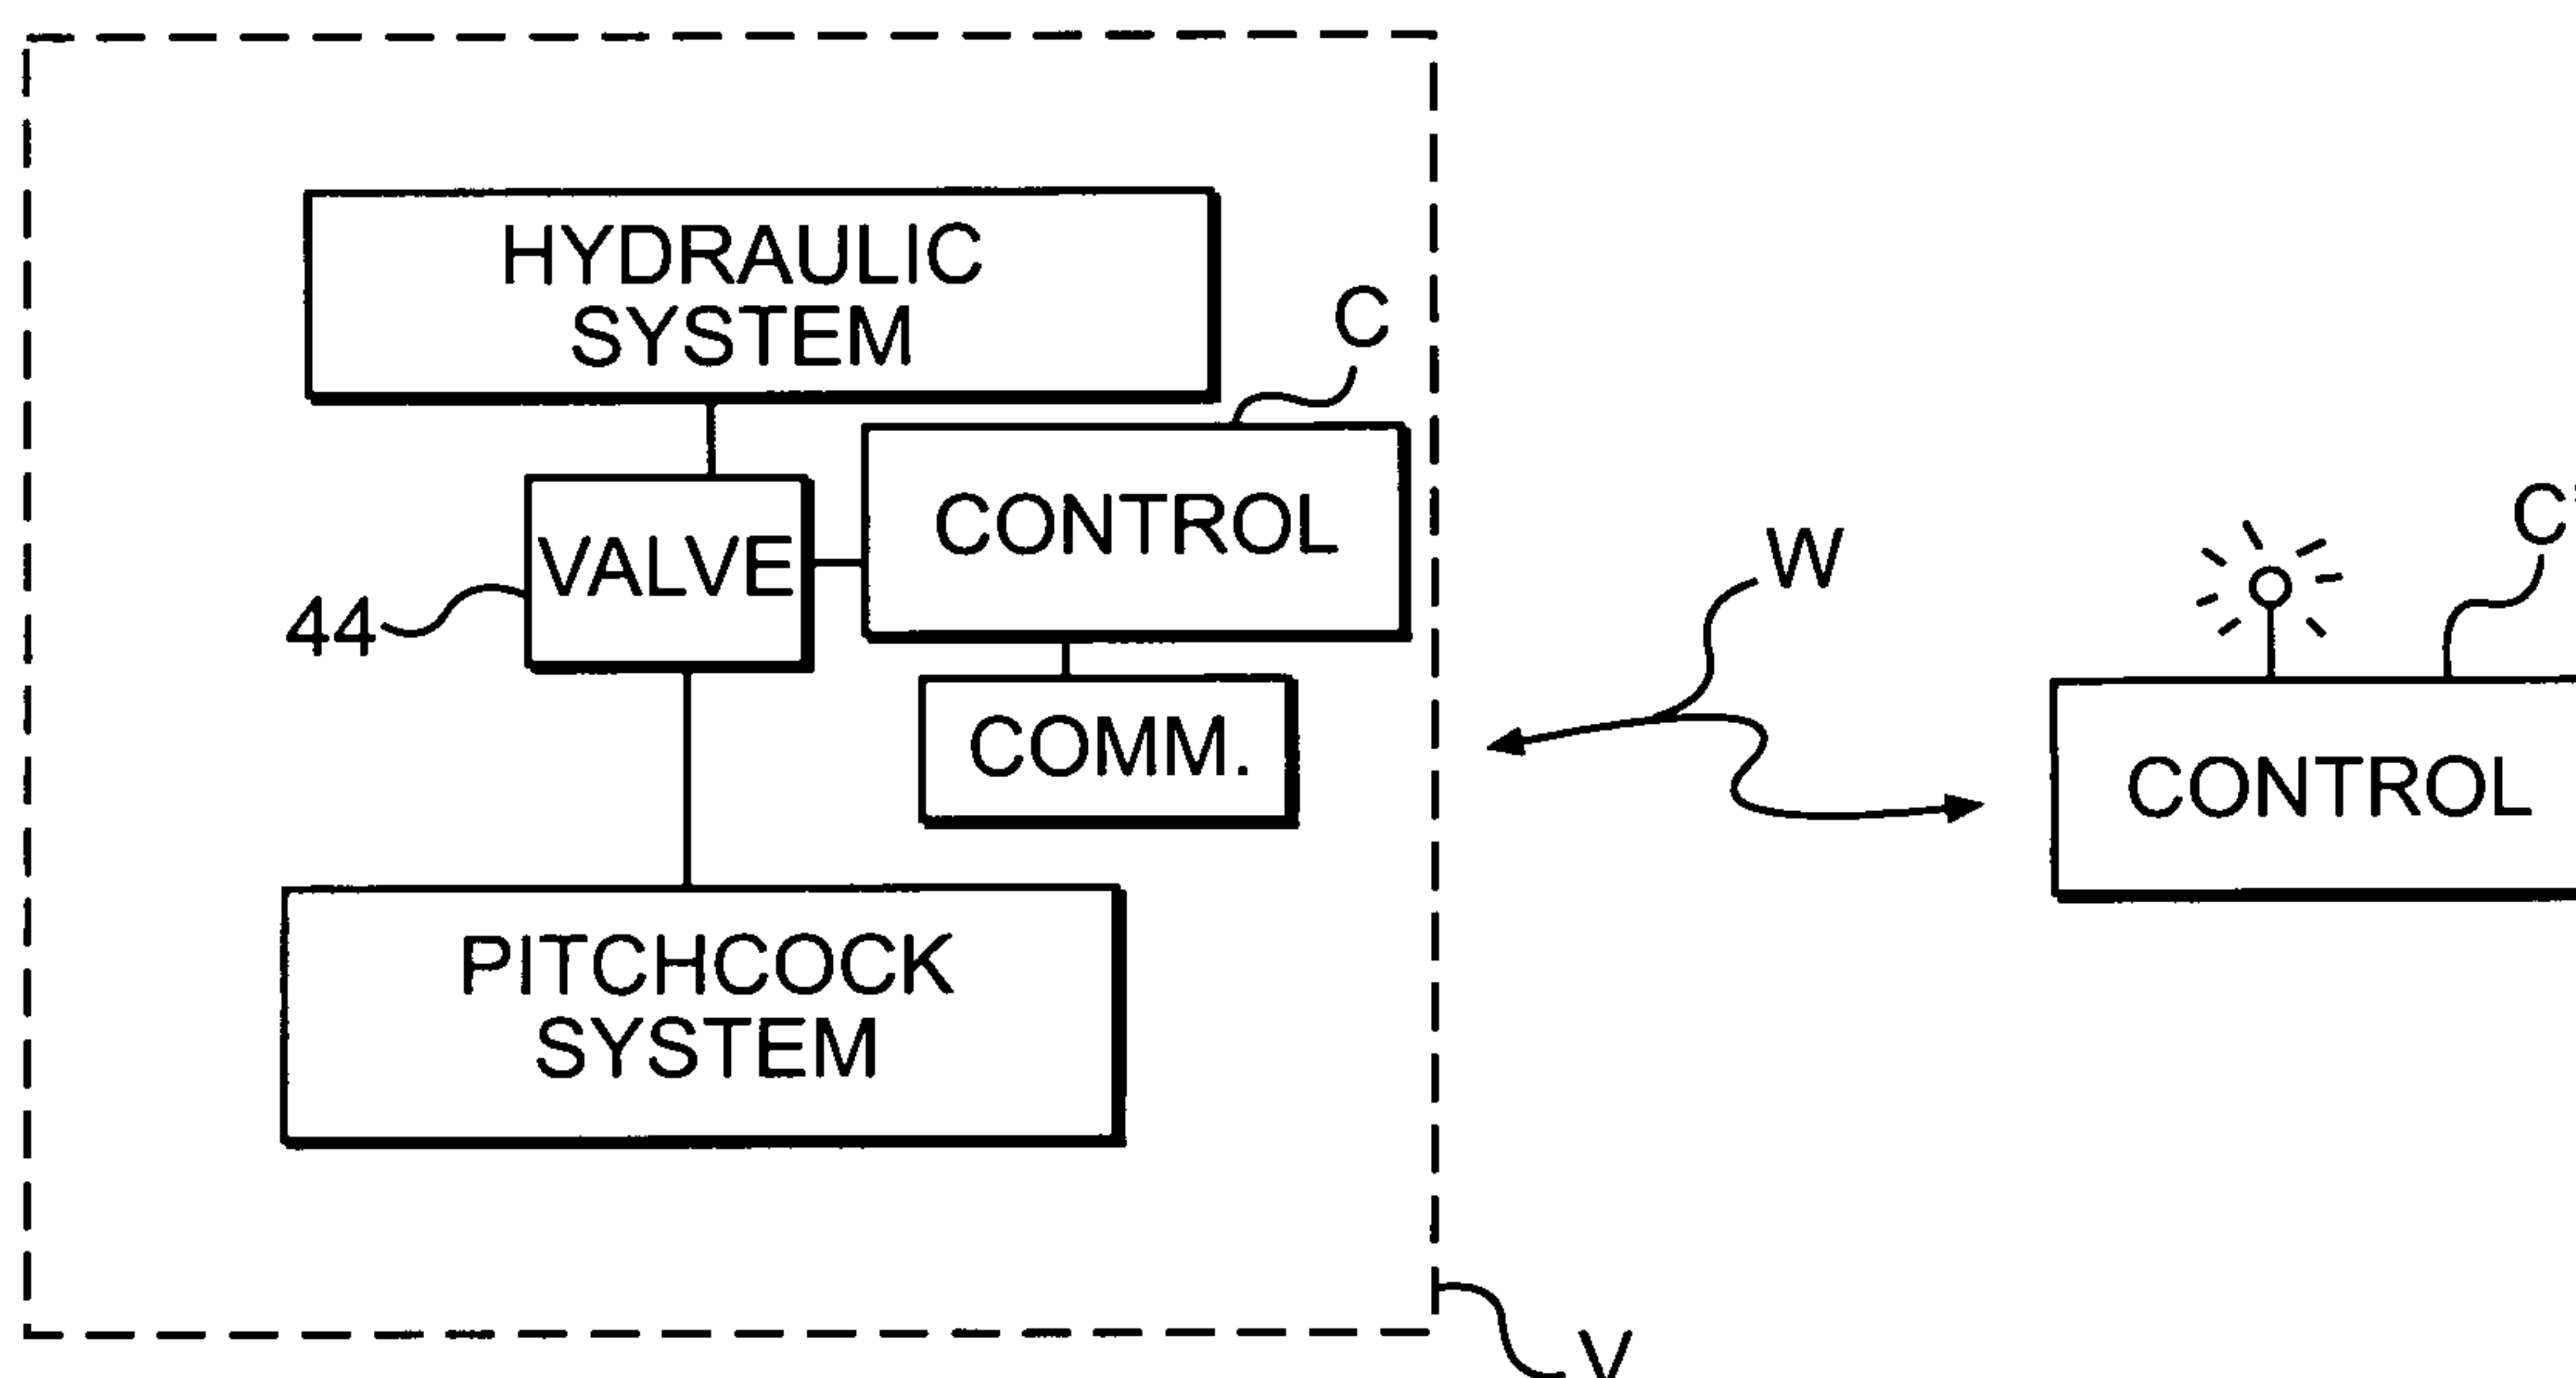 HYDRAULIC
SYSTEM
C
CONTROL
VALVE
44
COMM.
PITCHCOCK
SYSTEM
W
C'
CONTROL
V